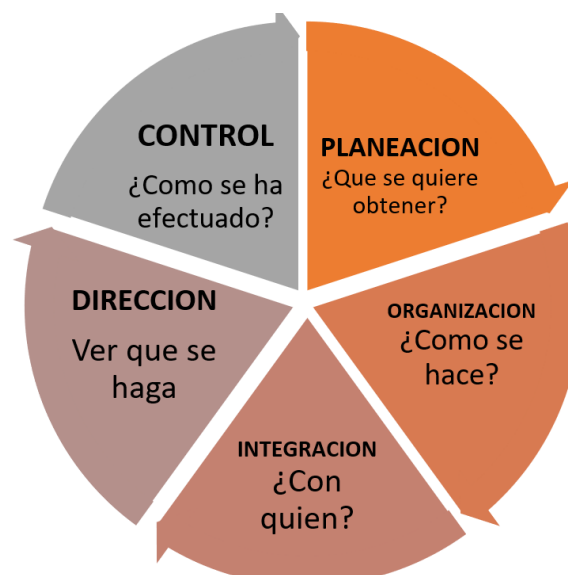 CONTROL
¿Como se ha
efectuado?
PLANEACION
¿Que se quiere
obtener?
ORGANIZACION
¿Como se
hace?
INTEGRACION
¿Con
quien?
DIRECCION
Ver que se
haga